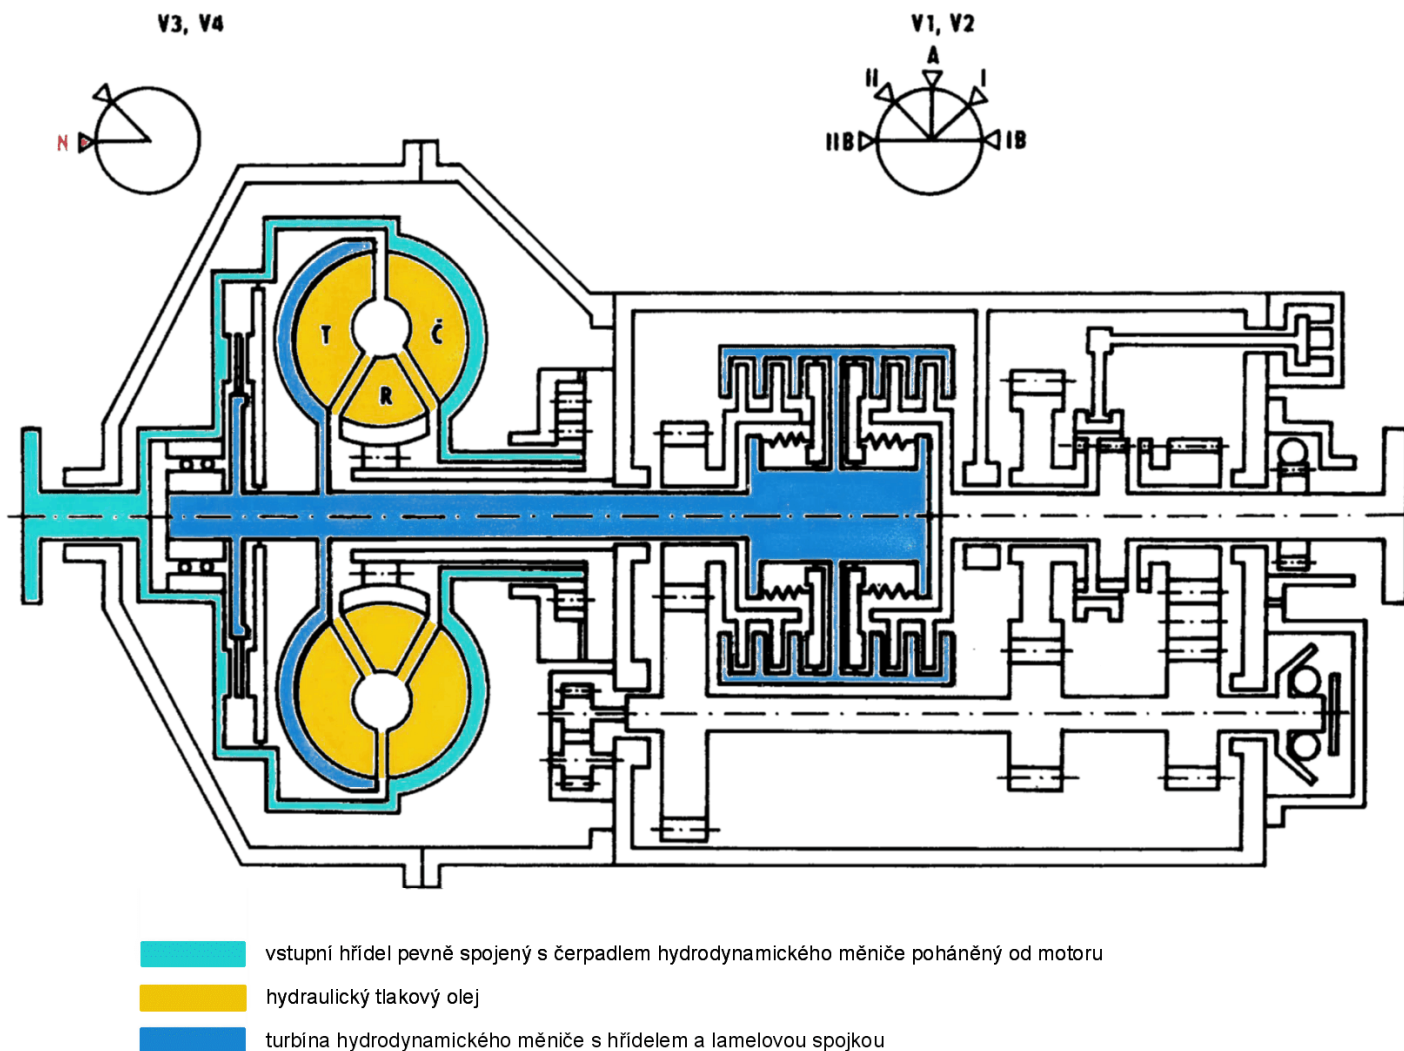 V3, V4
V1, V2
A
II
I
N
IIB
IB
T
Č
R
vstupní hřídel pevně spojený s čerpadlem hydrodynamického měniče poháněný od motoru
hydraulický tlakový olej
turbína hydrodynamického měniče s hřídelem a lamelovou spojkou